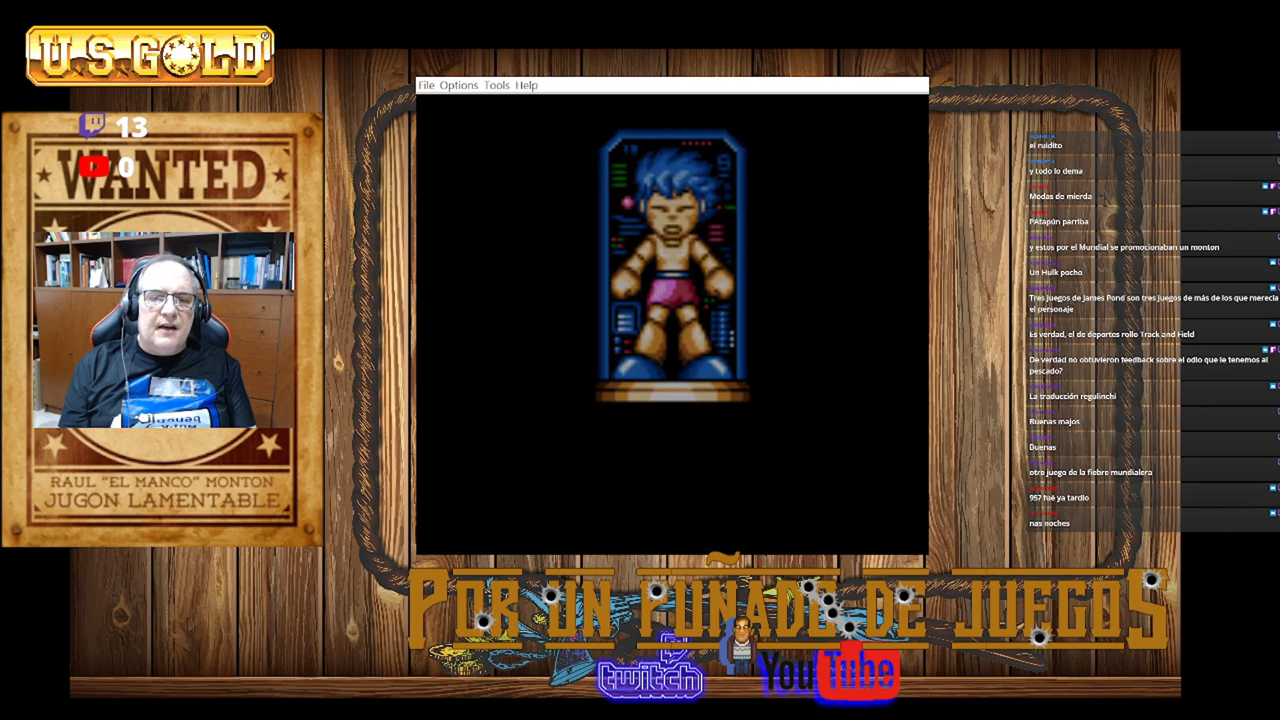 U.S.GOLD
13
0
WANTED
RAUL "EL MANCO" MONTON
JUGON LAMENTABLE
File Options Tools Help
el ruidito
y todo lo dema
Modas de mierda
PAtapún parriba
y estos por el Mundial se promocionaban un monton
Un Hulk pocho
Tres juegos de James Pond son tres juegos de más de los que merecia
el personaje
Es verdad, el de deportes rollo Track and Field
De verdad no obtuvieron feedback sobre el odio que le tenemos al
pescado?
La traducción regulinchi
Buenas majos
Buenas
otro juego de la fiebre mundialera
95? fué ya tardio
nas noches
POR UN PUÑADO DE JUEGOS
twitch
YouTube